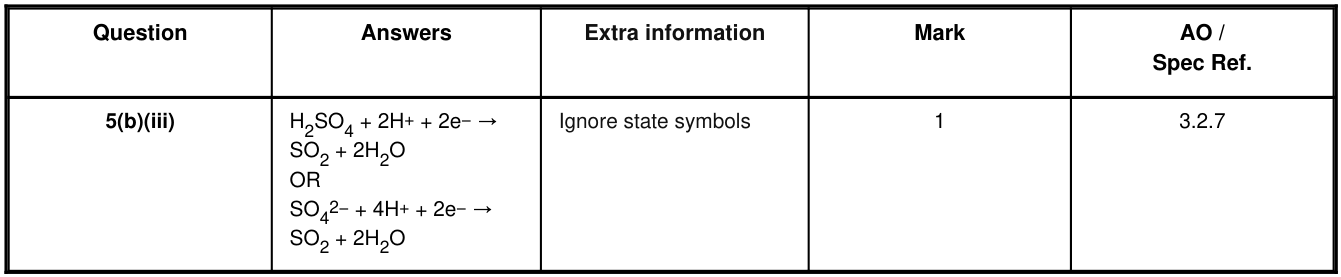 Question Answers Extra information Mark AO /
Spec Ref.
5(b)(iii) H₂SO₄ + 2H+ + 2e– → Ignore state symbols 1 3.2.7
SO₂ + 2H₂O
OR
SO₄²– + 4H+ + 2e– →
SO₂ + 2H₂O